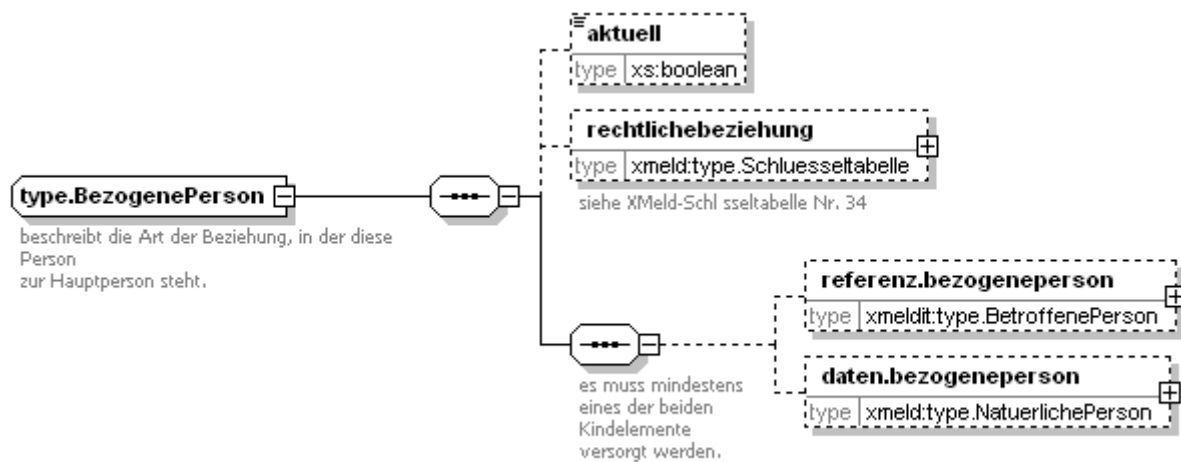 aktuell
type xs:boolean
rechtlichebeziehung
type xmeld:type.Schluesseltabelle
siehe XMeld-Schl sseltabelle Nr. 34
type.BezogenePerson
beschreibt die Art der Beziehung, in der diese
Person
zur Hauptperson steht.
referenz.bezogeneperson
type xmeldit:type.BetroffenePerson
daten.bezogeneperson
type xmeld:type.NatuerlichePerson
es muss mindestens
eines der beiden
Kindelemente
versorgt werden.